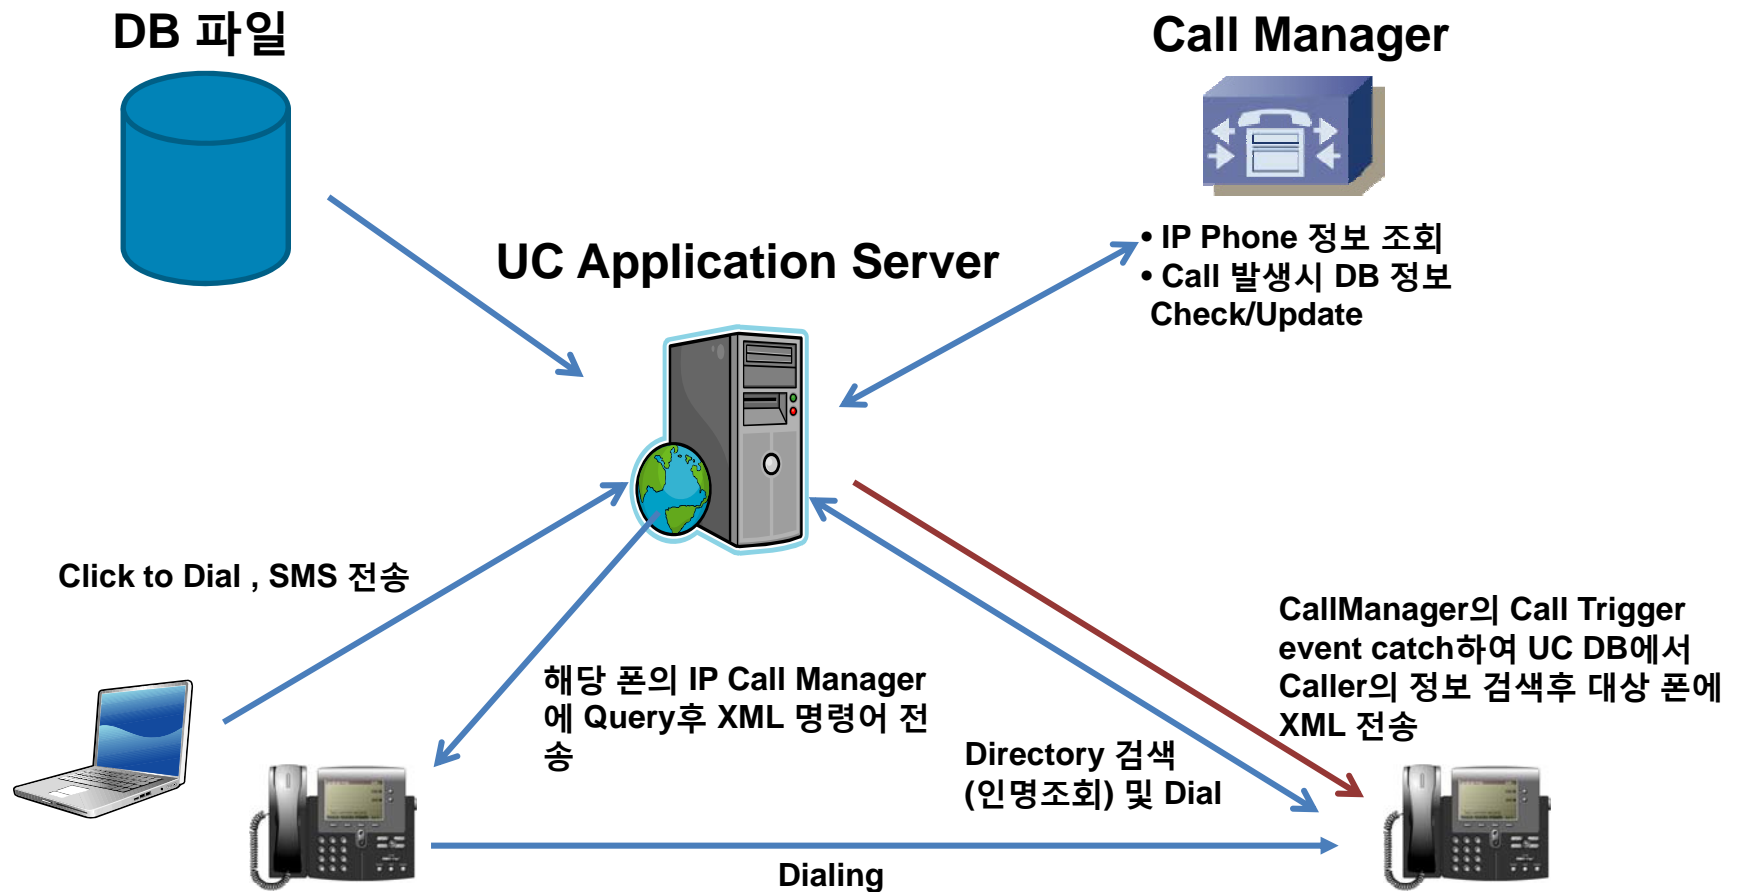 DB 파일
Call Manager
• IP Phone 정보 조회
• Call 발생시 DB 정보
Check/Update
UC Application Server
Click to Dial , SMS 전송
해당 폰의 IP Call Manager
에 Query후 XML 명령어 전
송
CallManager의 Call Trigger
event catch하여 UC DB에서
Caller의 정보 검색후 대상 폰에
XML 전송
Directory 검색
(인명조회) 및 Dial
Dialing